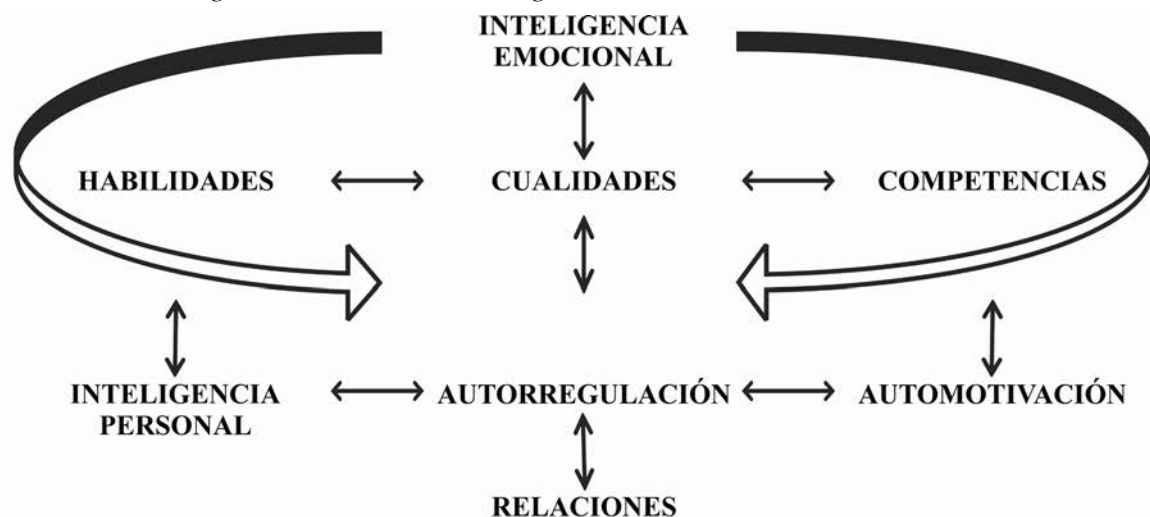 INTELIGENCIA
EMOCIONAL
HABILIDADES
CUALIDADES
COMPETENCIAS
INTELIGENCIA
PERSONAL
AUTORREGULACIÓN
AUTOMOTIVACIÓN
RELACIONES